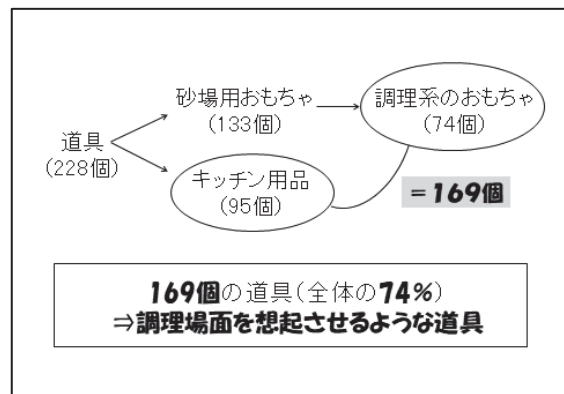 砂場用おもちゃ
(133個)
調理系のおもちゃ
(74個)
道具
(228個)
キッチン用品
(95個)
＝169個
169個の道具(全体の74%)
⇒調理場面を想起させるような道具